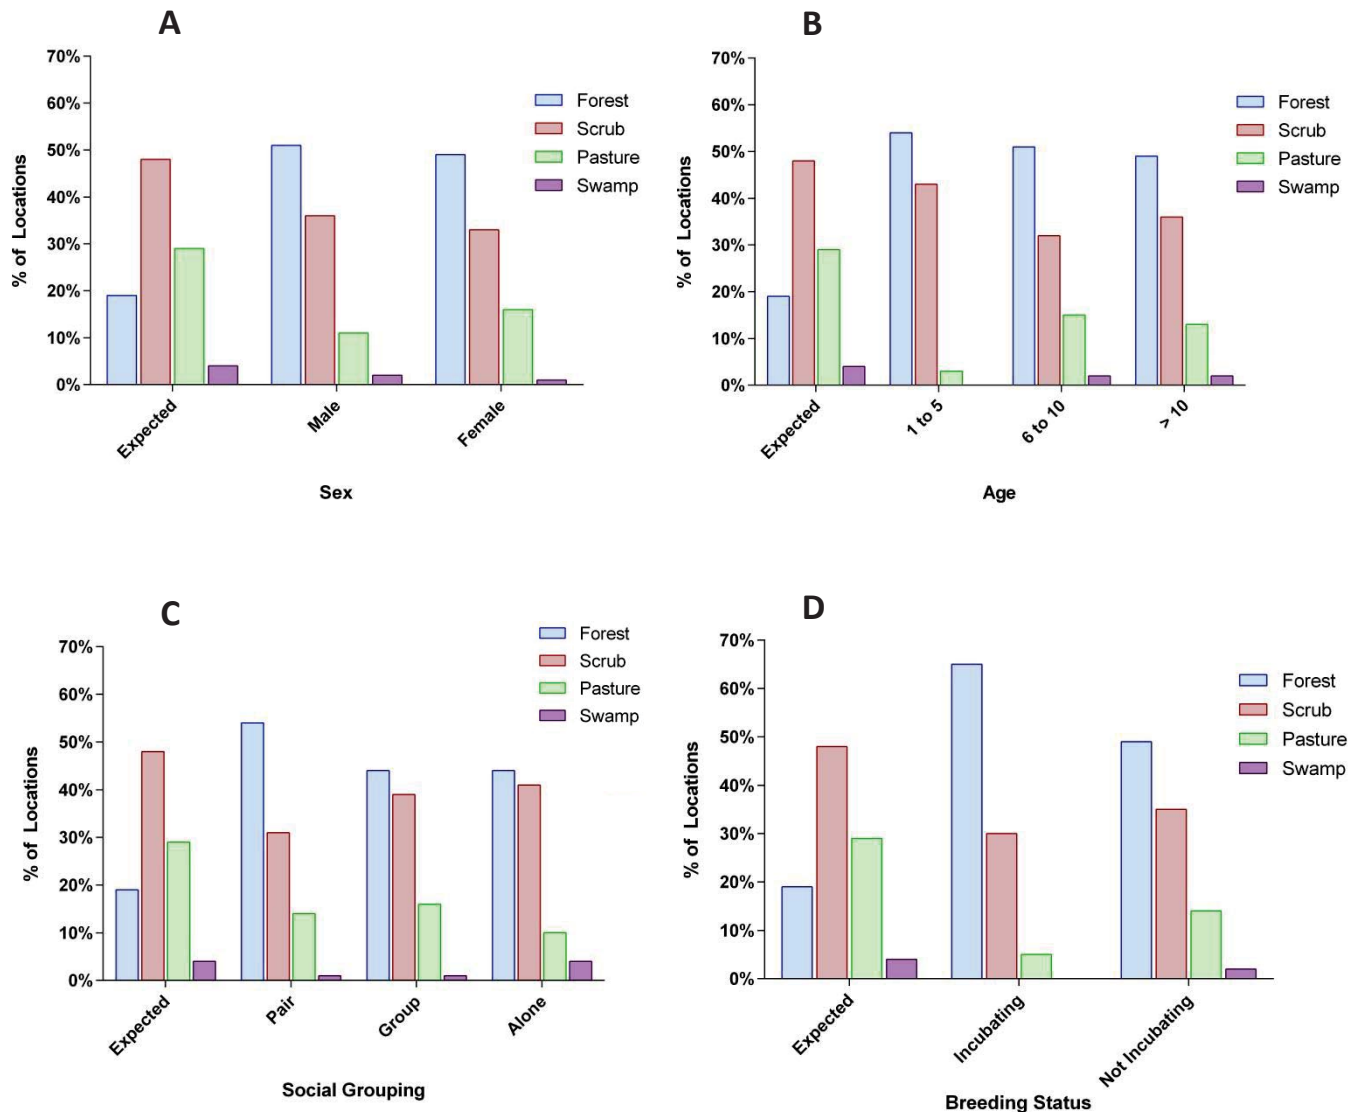 A
70%
60%
50%
40%
30%
20%
10%
0%
% of Locations
Forest
Scrub
Pasture
Swamp
Expected
Male
Female
Sex
B
70%
60%
50%
40%
30%
20%
10%
0%
% of Locations
Forest
Scrub
Pasture
Swamp
Expected
1 to 5
6 to 10
> 10
Age
C
70%
60%
50%
40%
30%
20%
10%
0%
% of Locations
Forest
Scrub
Pasture
Swamp
Expected
Pair
Group
Alone
Social Grouping
D
70%
60%
50%
40%
30%
20%
10%
0%
% of Locations
Forest
Scrub
Pasture
Swamp
Expected
Incubating
Not Incubating
Breeding Status